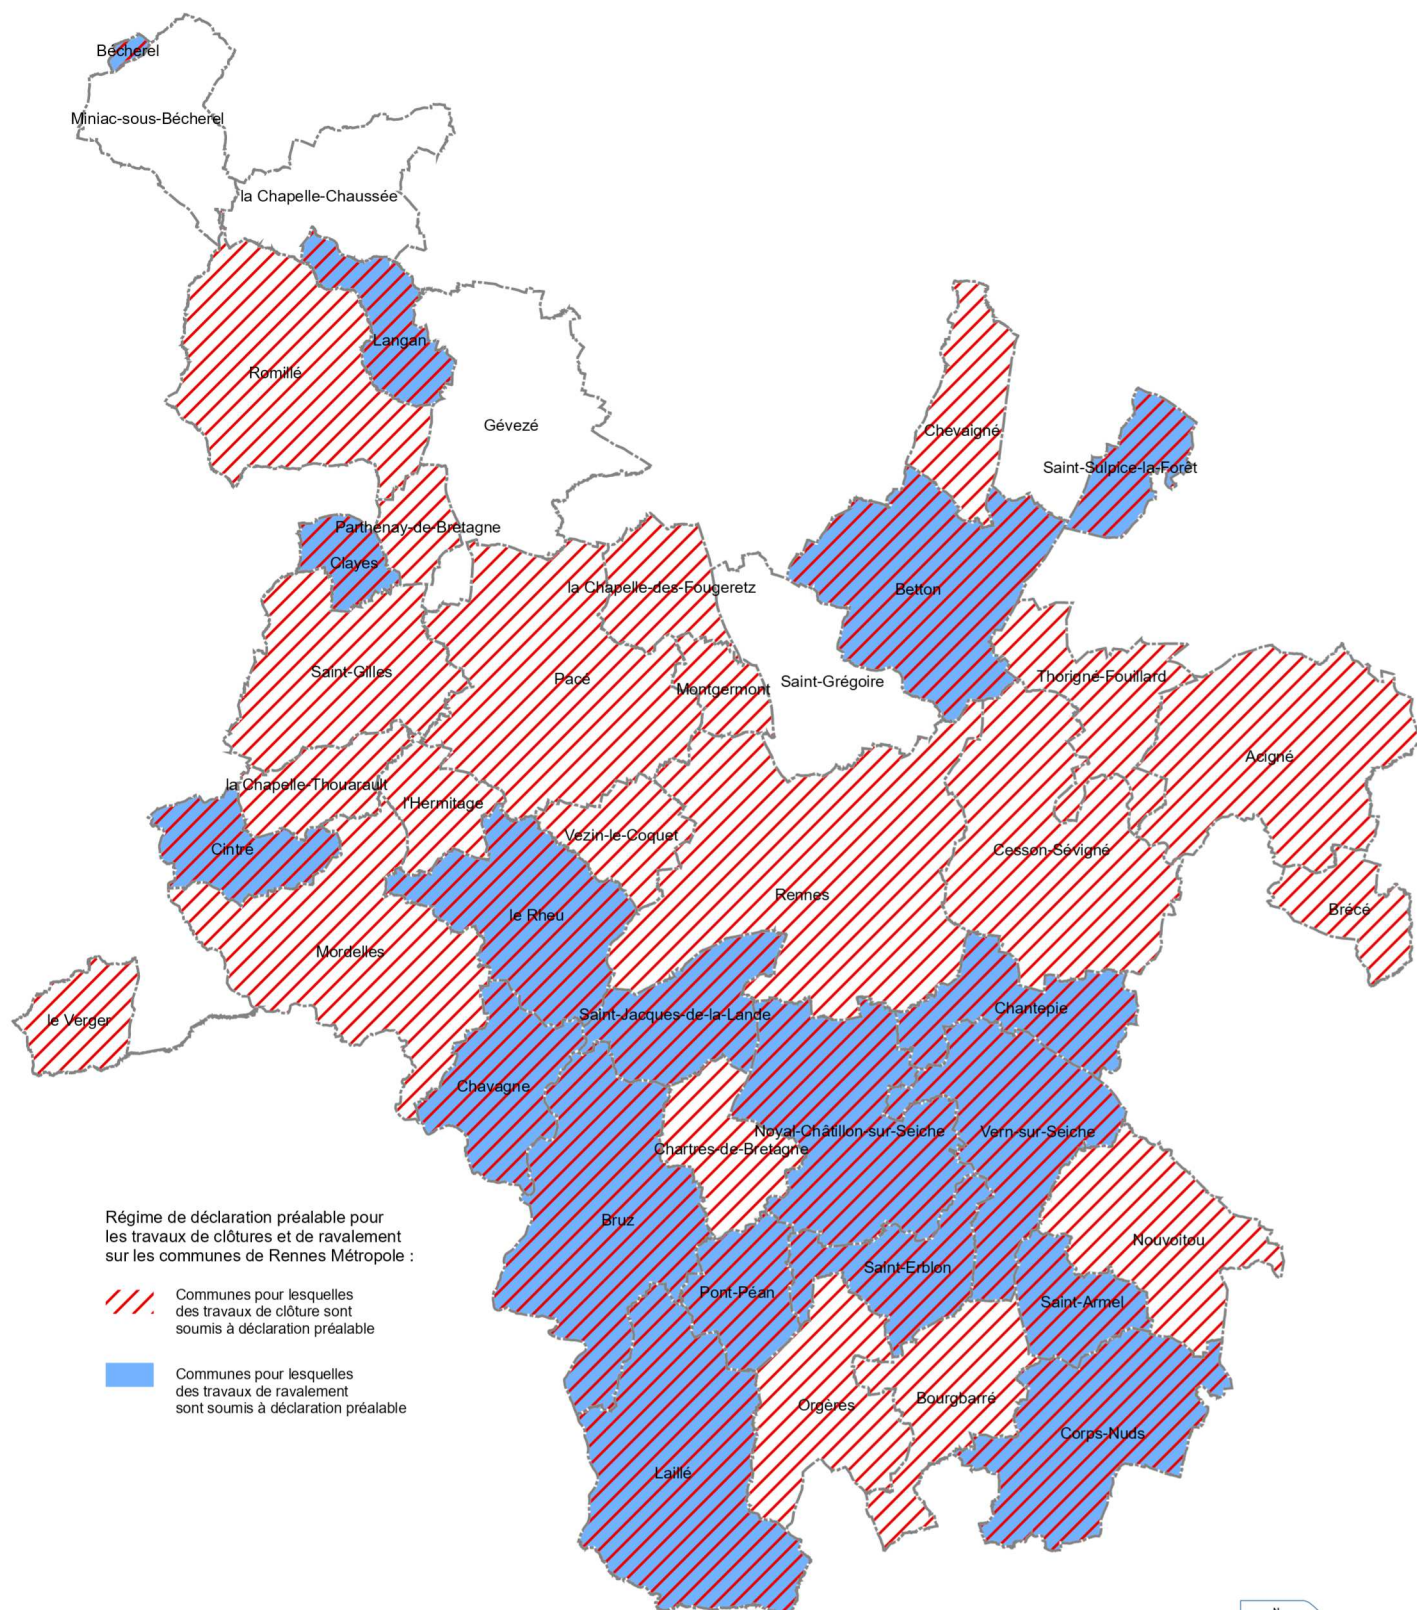 Bécherel
Miniac-sous-Bécherel
la Chapelle-Chaussée
Langan
Romillé
Gévezé
Chevaigné
Saint-Sulpice-la-Forêt
Parthenay-de-Bretagne
Clayes
la Chapelle-des-Fougeretz
Betton
Saint-Gilles
Pacé
Montgermont
Saint-Grégoire
Thorigné-Fouillard
Acigné
la Chapelle-Thouarault
l'Hermitage
Vezin-le-Coquet
Cintré
Cesson-Sévigné
Rennes
Brécé
le Rheu
Mordelles
le Verger
Saint-Jacques-de-la-Lande
Chantepie
Chavagne
Noyal-Châtillon-sur-Seiche
Vern-sur-Seiche
Chartres-de-Bretagne
Bruz
Nouvoitou
Saint-Erblon
Pont-Péan
Saint-Armel
Orgères
Bourgbarré
Corps-Nuds
Laillé
Régime de déclaration préalable pour
les travaux de clôtures et de ravalement
sur les communes de Rennes Métropole :
Communes pour lesquelles
des travaux de clôture sont
soumis à déclaration préalable
Communes pour lesquelles
des travaux de ravalement
sont soumis à déclaration préalable
N